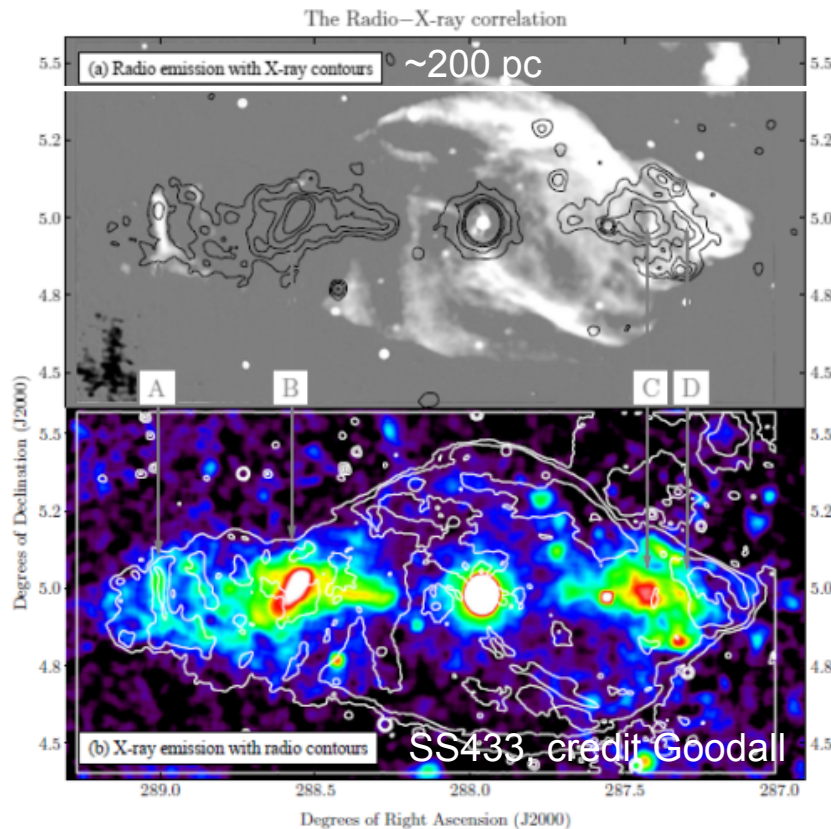 The Radio−X-ray correlation
(a) Radio emission with X-ray contours
~200 pc
5.5
5.2
5.0
4.8
4.5
5.5
5.2
5.0
4.8
4.5
A
B
C
D
Degrees of Declination (J2000)
5.5
5.2
5.0
4.8
4.5
5.5
5.2
5.0
4.8
4.5
(b) X-ray emission with radio contours
SS433, credit Goodall
289.0
288.5
288.0
287.5
287.0
Degrees of Right Ascension (J2000)